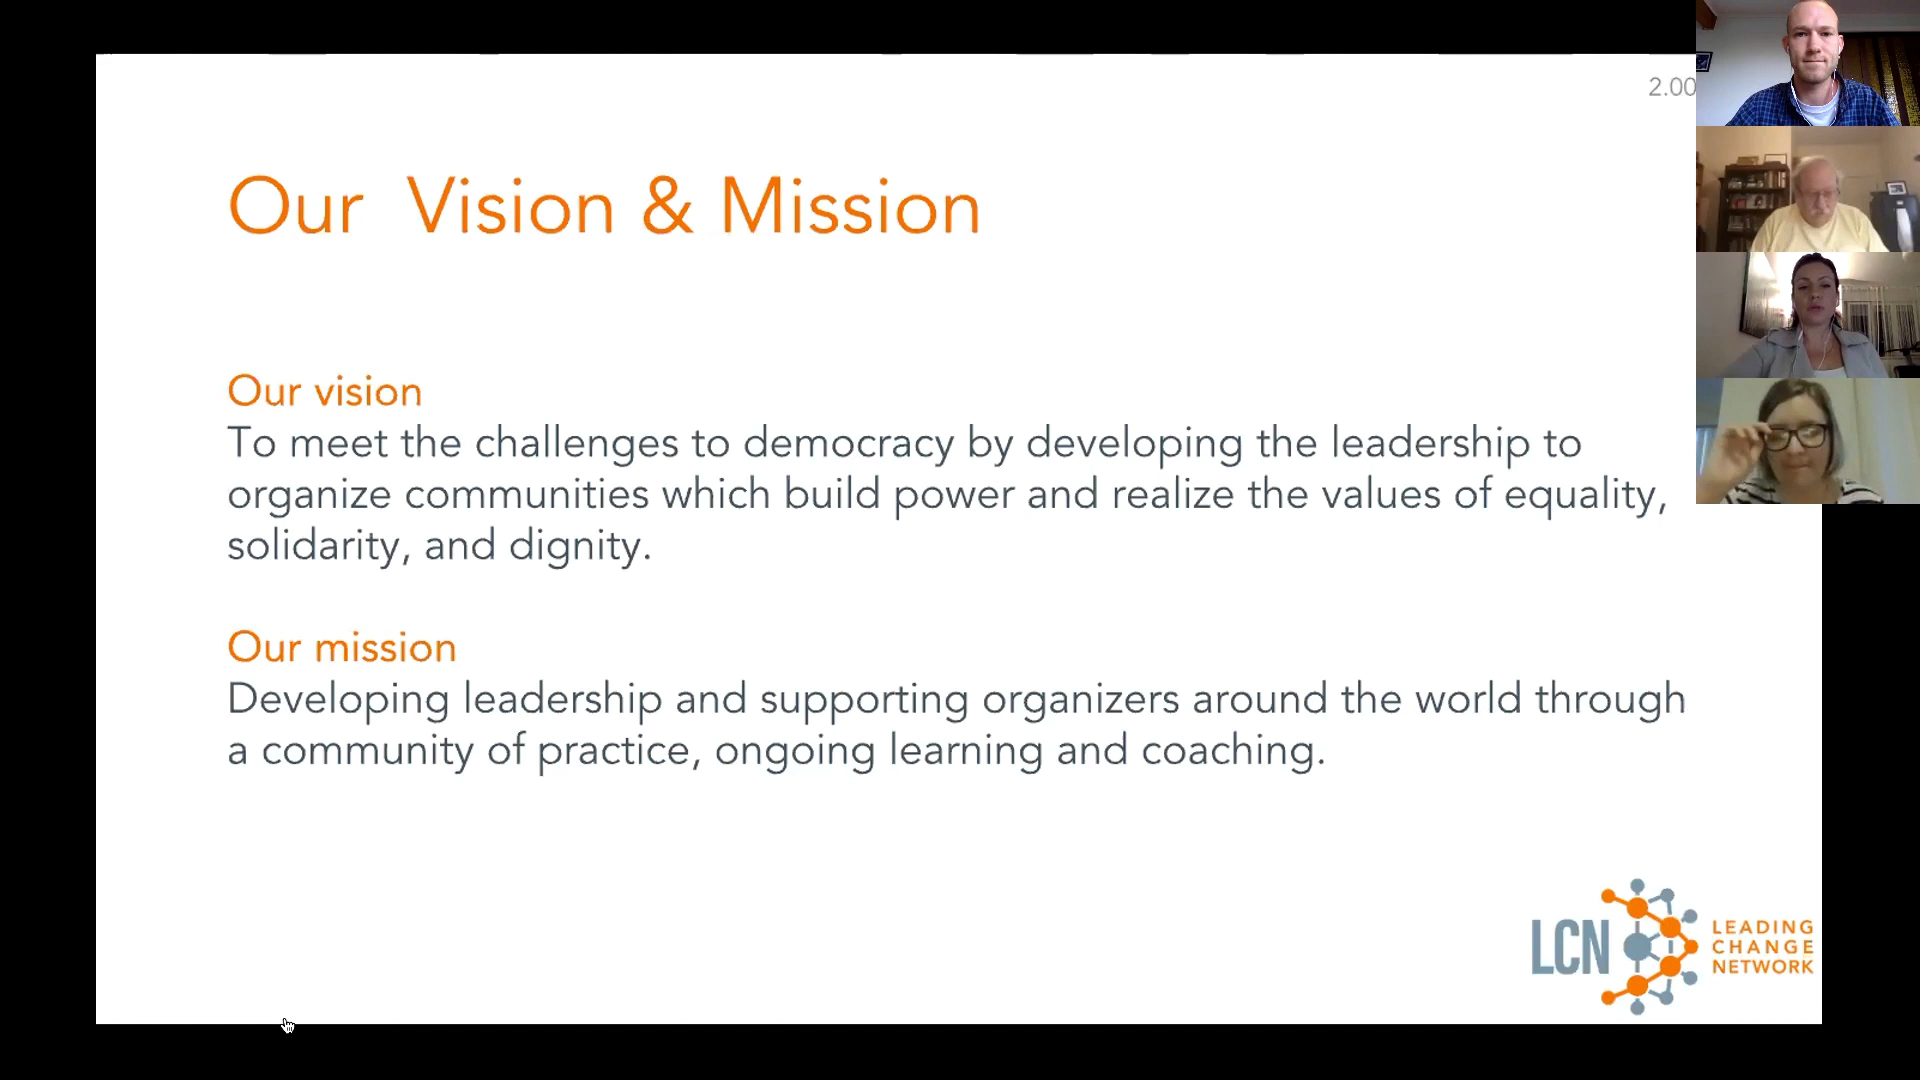 2.00
Our Vision & Mission
Our vision
To meet the challenges to democracy by developing the leadership to
organize communities which build power and realize the values of equality,
solidarity, and dignity.
Our mission
Developing leadership and supporting organizers around the world through
a community of practice, ongoing learning and coaching.
LCN
LEADING
CHANGE
NETWORK